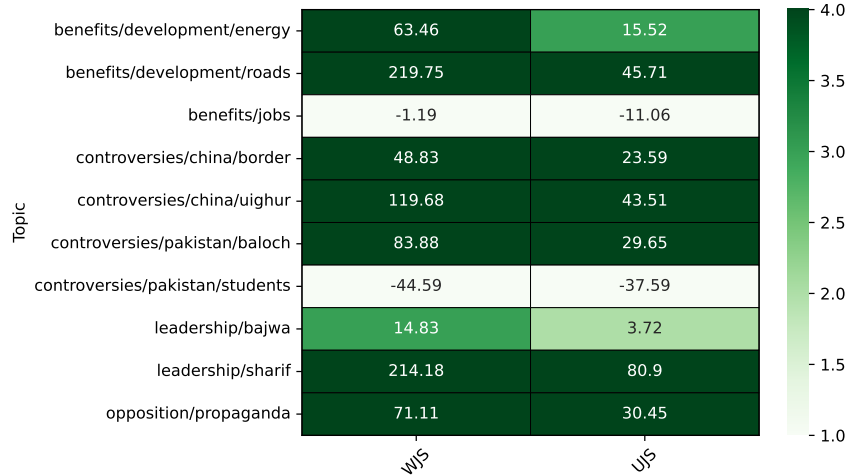 benefits/development/energy 63.46 15.52
benefits/development/roads 219.75 45.71
benefits/jobs -1.19 -11.06
controversies/china/border 48.83 23.59
controversies/china/uighur 119.68 43.51
controversies/pakistan/baloch 83.88 29.65
controversies/pakistan/students -44.59 -37.59
leadership/bajwa 14.83 3.72
leadership/sharif 214.18 80.9
opposition/propaganda 71.11 30.45
Topic
WJS UJS
4.0
3.5
3.0
2.5
2.0
1.5
1.0